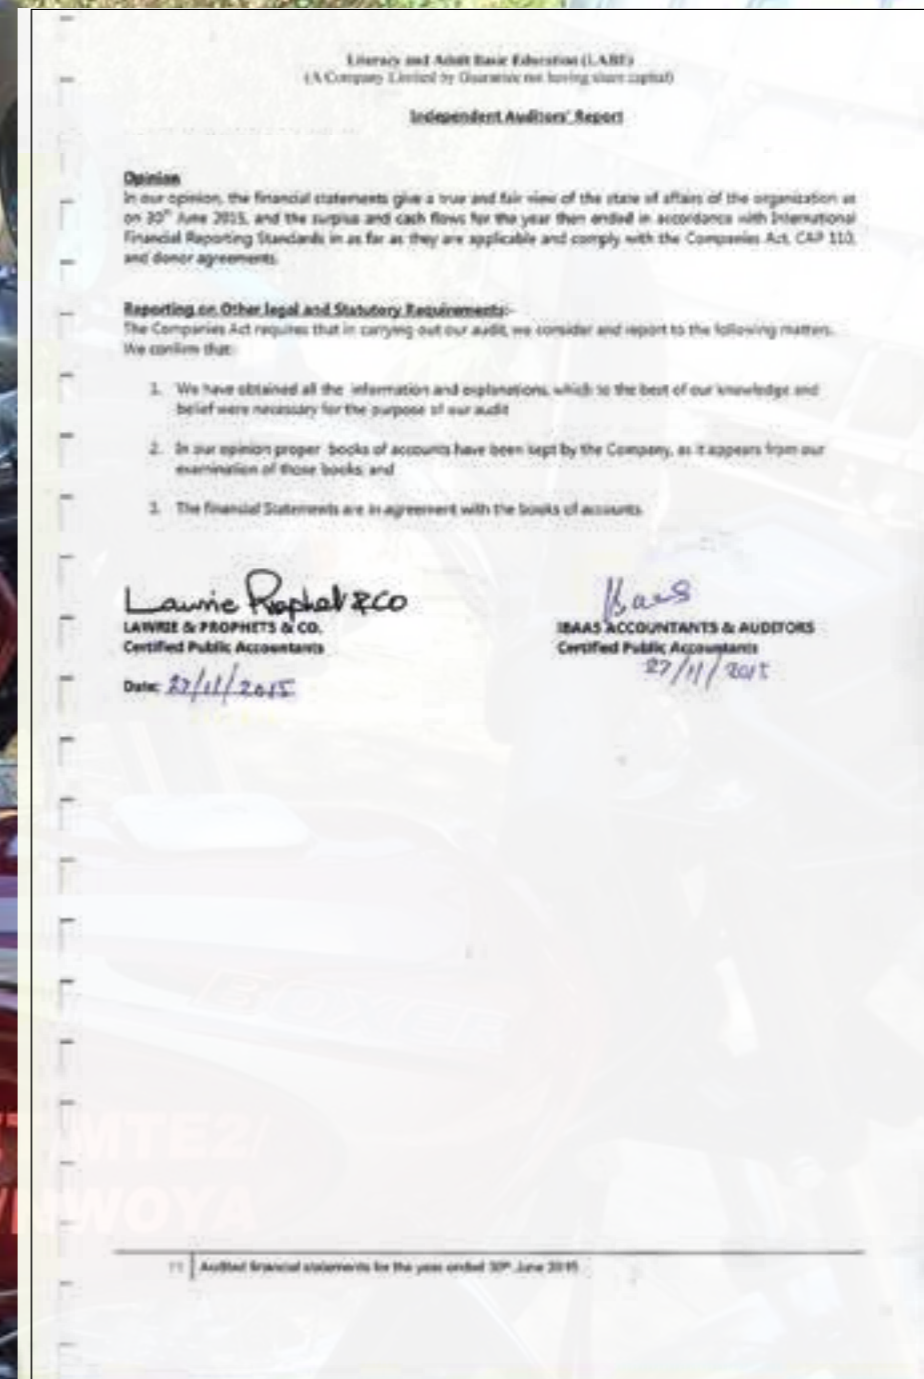 Literacy and Adult Basic Education (LABE)
(A Company Limited by Guarantee not having share capital)
Independent Auditors' Report
Opinion
In our opinion, the financial statements give a true and fair view of the state of affairs of the organization as
on 30th June 2015, and the surplus and cash flows for the year then ended in accordance with International
Financial Reporting Standards in as far as they are applicable and comply with the Companies Act, CAP 110,
and donor agreements.
Reporting on Other legal and Statutory Requirements:-
The Companies Act requires that in carrying out our audit, we consider and report to the following matters.
We confirm that:
1. We have obtained all the information and explanations, which to the best of our knowledge and
belief were necessary for the purpose of our audit
2. In our opinion proper books of accounts have been kept by the Company, as it appears from our
examination of those books; and
3. The financial Statements are in agreement with the books of accounts.
Lawrie Prophet & CO
Ibaas
LAWRIE & PROPHETS & CO.
IBAAS ACCOUNTANTS & AUDITORS
Certified Public Accountants
Certified Public Accountants
Date: 27/11/2015
27/11/2015
BOXER
MTE2/
WOYA
Audited financial statements for the year ended 30th June 2015